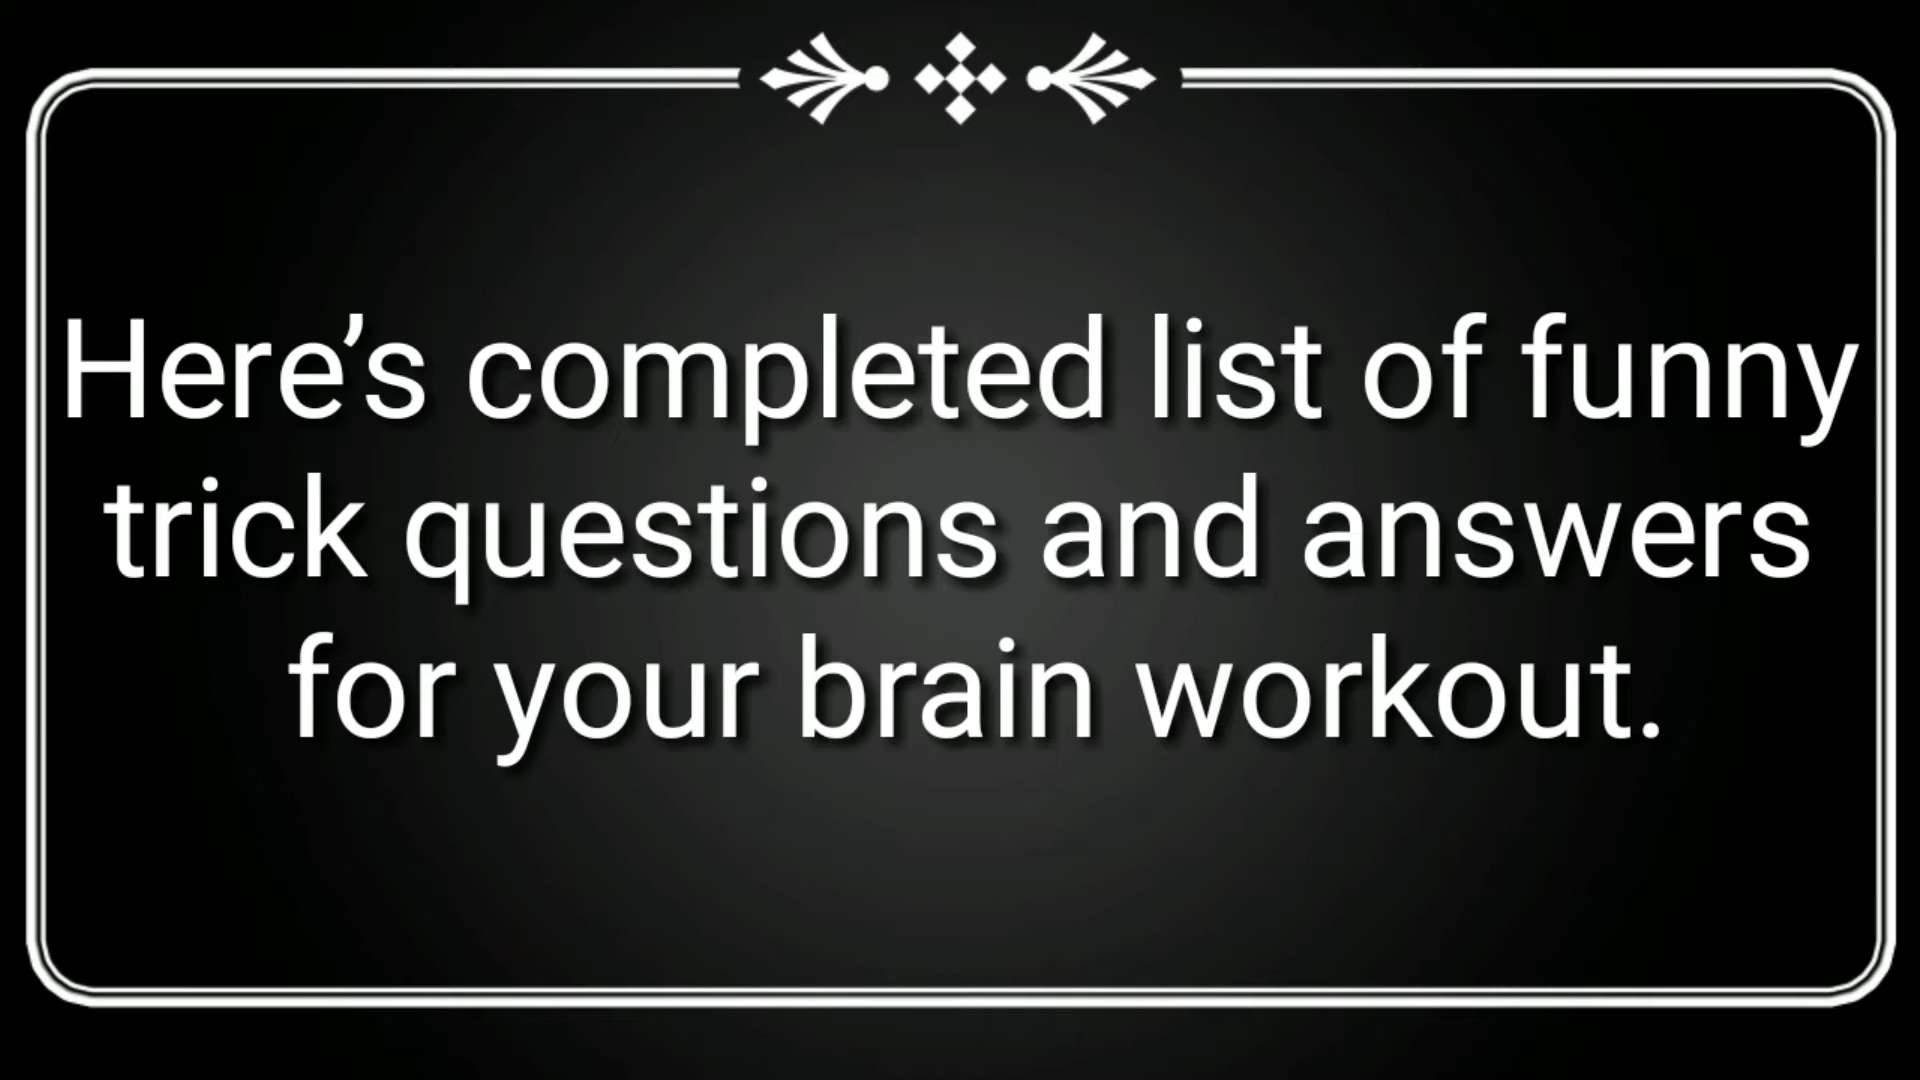 Here’s completed list of funny
trick questions and answers
for your brain workout.